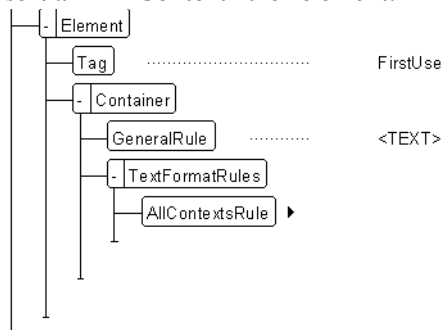 - Element
Tag ........................ FirstUse
- Container
GeneralRule ............ <TEXT>
- TextFormatRules
AllContextsRule